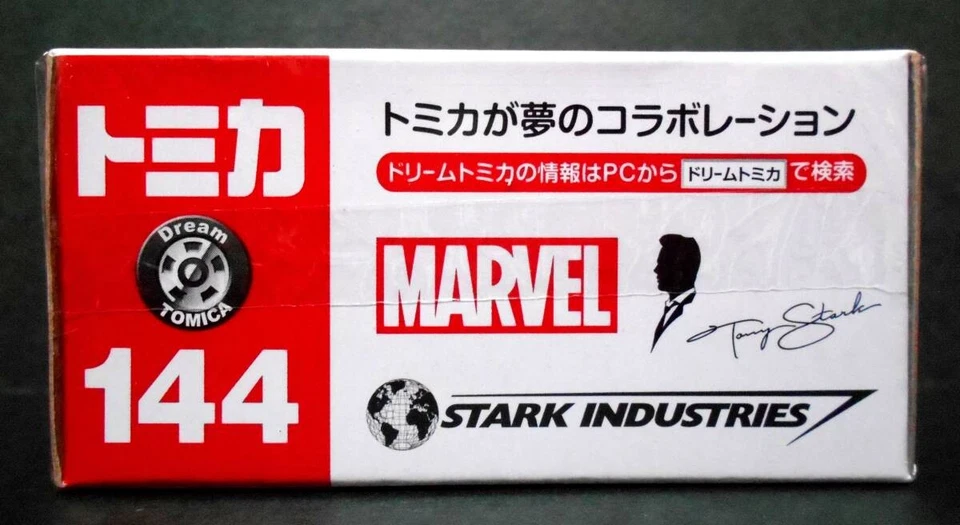 トミカ
Dream
TOMICA
144
トミカが夢のコラボレーション
ドリームトミカの情報はPCから ドリームトミカ で検索
MARVEL
Tony Stark
STARK INDUSTRIES